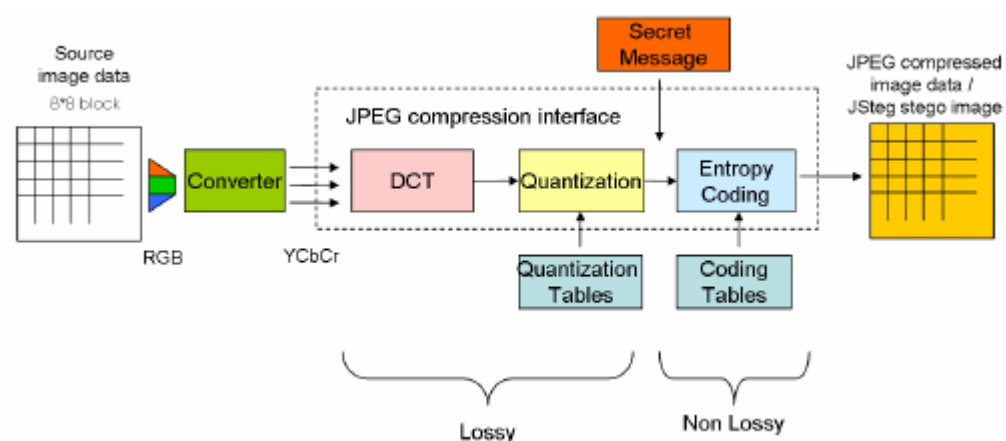 Source
image data
8*8 block
Secret
Message
JPEG compressed
image data /
JSteg stego image
JPEG compression interface
Converter
DCT
Quantization
Entropy
Coding
RGB
YCbCr
Quantization
Tables
Coding
Tables
Lossy
Non Lossy